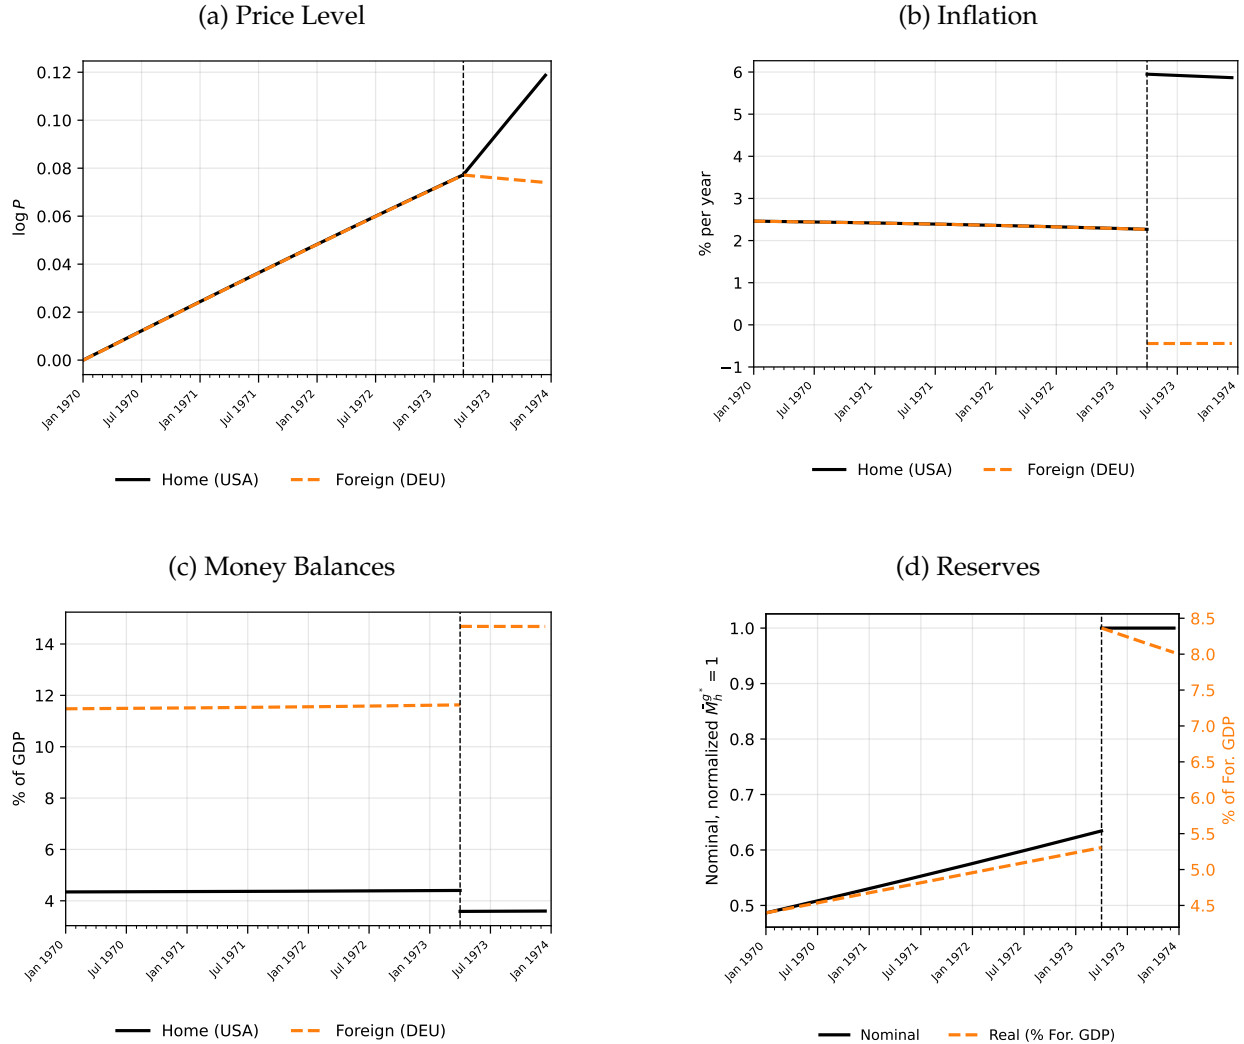 (a) Price Level
0.12
0.10
0.08
0.06
0.04
0.02
0.00
log P
Jan 1970
Jul 1970
Jan 1971
Jul 1971
Jan 1972
Jul 1972
Jan 1973
Jul 1973
Jan 1974
Home (USA)
Foreign (DEU)
(b) Inflation
6
5
4
3
2
1
0
−1
% per year
Jan 1970
Jul 1970
Jan 1971
Jul 1971
Jan 1972
Jul 1972
Jan 1973
Jul 1973
Jan 1974
Home (USA)
Foreign (DEU)
(c) Money Balances
14
12
10
8
6
4
% of GDP
Jan 1970
Jul 1970
Jan 1971
Jul 1971
Jan 1972
Jul 1972
Jan 1973
Jul 1973
Jan 1974
Home (USA)
Foreign (DEU)
(d) Reserves
1.0
0.9
0.8
0.7
0.6
0.5
Nominal, normalized M̄_h^{g*} = 1
8.5
8.0
7.5
7.0
6.5
6.0
5.5
5.0
4.5
% of For. GDP
Jan 1970
Jul 1970
Jan 1971
Jul 1971
Jan 1972
Jul 1972
Jan 1973
Jul 1973
Jan 1974
Nominal
Real (% For. GDP)